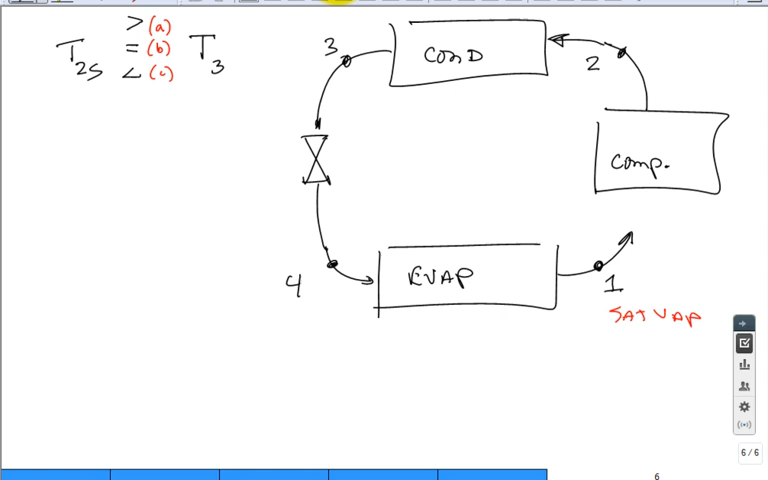 > (a)
T2s = (b) T3
< (c)
3
COND
2
Comp.
4
EVAP
1
SAT VAP
6 / 6
6